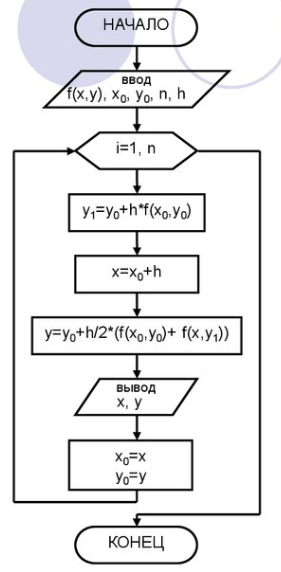 НАЧАЛО
ввод
f(x,y), x₀, y₀, n, h
i=1, n
y₁=y₀+h*f(x₀,y₀)
x=x₀+h
y=y₀+h/2*(f(x₀,y₀)+ f(x,y₁))
вывод
x, y
x₀=x
y₀=y
КОНЕЦ